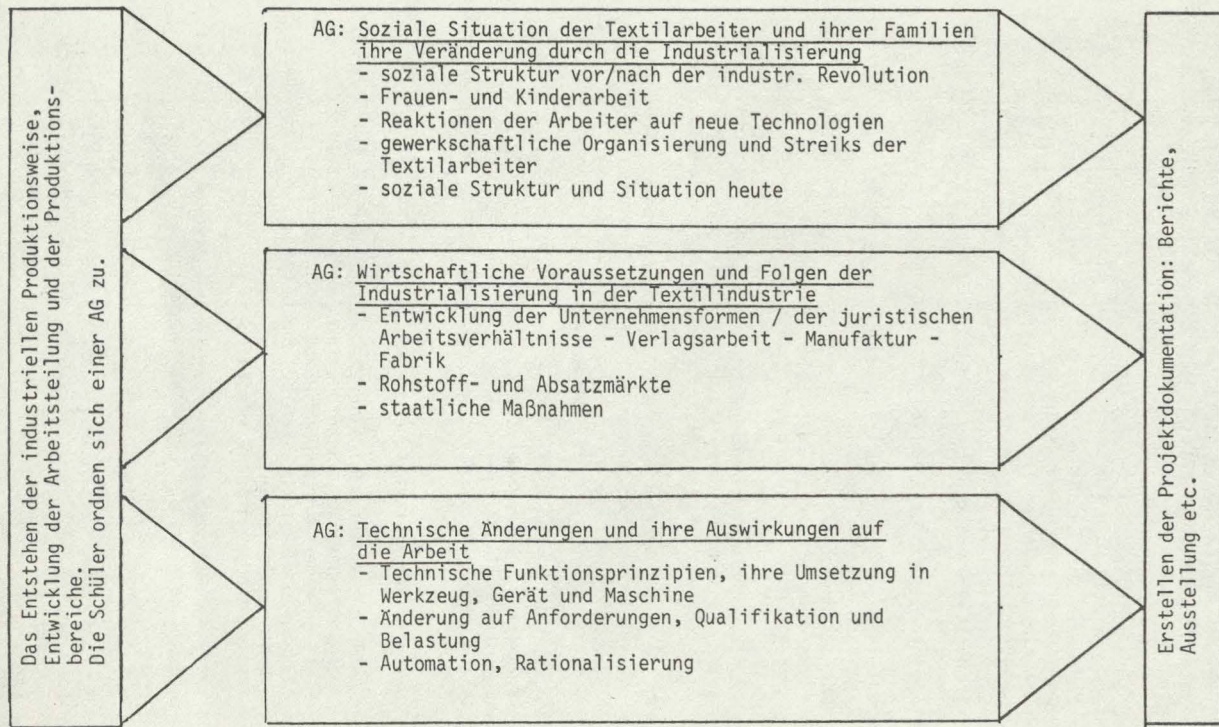 Das Entstehen der industriellen Produktionsweise,
Entwicklung der Arbeitsteilung und der Produktions-
bereiche.
Die Schüler ordnen sich einer AG zu.
AG: Soziale Situation der Textilarbeiter und ihrer Familien
ihre Veränderung durch die Industrialisierung
- soziale Struktur vor/nach der industr. Revolution
- Frauen- und Kinderarbeit
- Reaktionen der Arbeiter auf neue Technologien
- gewerkschaftliche Organisierung und Streiks der
Textilarbeiter
- soziale Struktur und Situation heute
AG: Wirtschaftliche Voraussetzungen und Folgen der
Industrialisierung in der Textilindustrie
- Entwicklung der Unternehmensformen / der juristischen
Arbeitsverhältnisse - Verlagsarbeit - Manufaktur -
Fabrik
- Rohstoff- und Absatzmärkte
- staatliche Maßnahmen
AG: Technische Änderungen und ihre Auswirkungen auf
die Arbeit
- Technische Funktionsprinzipien, ihre Umsetzung in
Werkzeug, Gerät und Maschine
- Änderung auf Anforderungen, Qualifikation und
Belastung
- Automation, Rationalisierung
Erstellen der Projektdokumentation: Berichte,
Ausstellung etc.